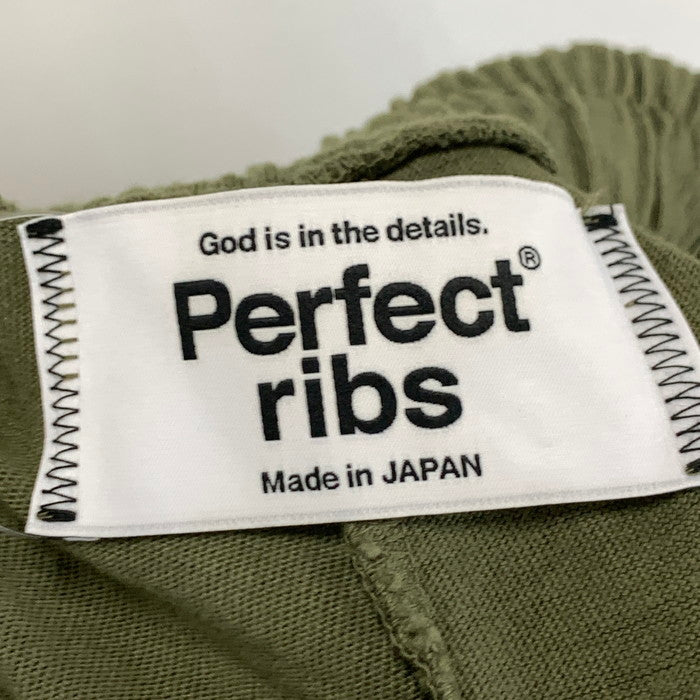 God is in the details.
Perfect®
ribs
Made in JAPAN